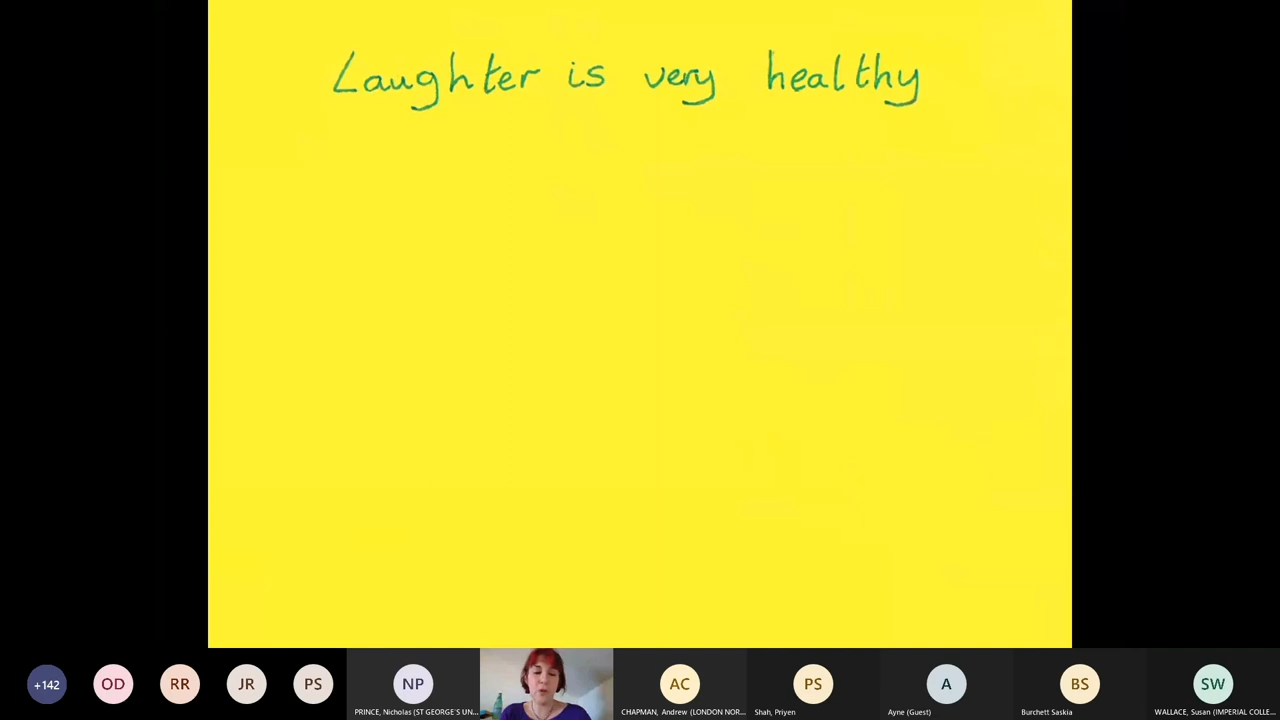 Laughter is very healthy
+142
OD
RR
JR
PS
NP
AC
PS
A
BS
SW
PRINCE, Nicholas (ST GEORGE'S UN...
CHAPMAN, Andrew (LONDON NOR...
Shah, Priyen
Ayne (Guest)
Burchett Saskia
WALLACE, Susan (IMPERIAL COLLE...